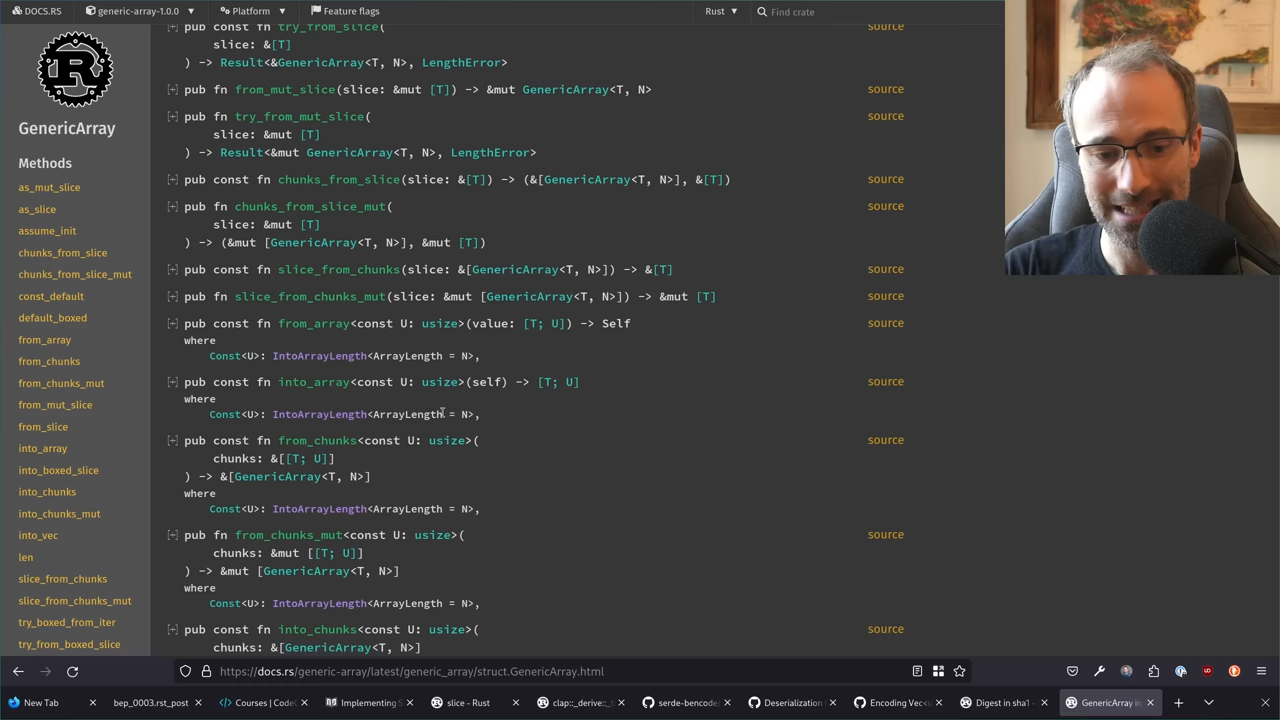 DOCS.RS
generic-array-1.0.0
Platform
Feature flags
Rust
Find crate
GenericArray
Methods
as_mut_slice
as_slice
assume_init
chunks_from_slice
chunks_from_slice_mut
const_default
default_boxed
from_array
from_chunks
from_chunks_mut
from_mut_slice
from_slice
into_array
into_boxed_slice
into_chunks
into_chunks_mut
into_vec
len
slice_from_chunks
slice_from_chunks_mut
try_boxed_from_iter
try_from_boxed_slice
[+] pub const fn try_from_slice( source
slice: &[T]
) -> Result<&GenericArray<T, N>, LengthError>
[+] pub fn from_mut_slice(slice: &mut [T]) -> &mut GenericArray<T, N> source
[+] pub fn try_from_mut_slice( source
slice: &mut [T]
) -> Result<&mut GenericArray<T, N>, LengthError>
[+] pub const fn chunks_from_slice(slice: &[T]) -> (&[GenericArray<T, N>], &[T]) source
[+] pub fn chunks_from_slice_mut( source
slice: &mut [T]
) -> (&mut [GenericArray<T, N>], &mut [T])
[+] pub const fn slice_from_chunks(slice: &[GenericArray<T, N>]) -> &[T] source
[+] pub fn slice_from_chunks_mut(slice: &mut [GenericArray<T, N>]) -> &mut [T] source
[+] pub const fn from_array<const U: usize>(value: [T; U]) -> Self source
where
Const<U>: IntoArrayLength<ArrayLength = N>,
[+] pub const fn into_array<const U: usize>(self) -> [T; U] source
where
Const<U>: IntoArrayLength<ArrayLength = N>,
[+] pub const fn from_chunks<const U: usize>( source
chunks: &[[T; U]]
) -> &[GenericArray<T, N>]
where
Const<U>: IntoArrayLength<ArrayLength = N>,
[+] pub fn from_chunks_mut<const U: usize>( source
chunks: &mut [[T; U]]
) -> &mut [GenericArray<T, N>]
where
Const<U>: IntoArrayLength<ArrayLength = N>,
[+] pub const fn into_chunks<const U: usize>( source
chunks: &[GenericArray<T, N>]
https://docs.rs/generic-array/latest/generic_array/struct.GenericArray.html
New Tab
bep_0003.rst_post
Courses | Code
Implementing S
slice - Rust
clap::_derive::_
serde-bencode/
Deserialization
Encoding Vec<
Digest in sha1 -
GenericArray in